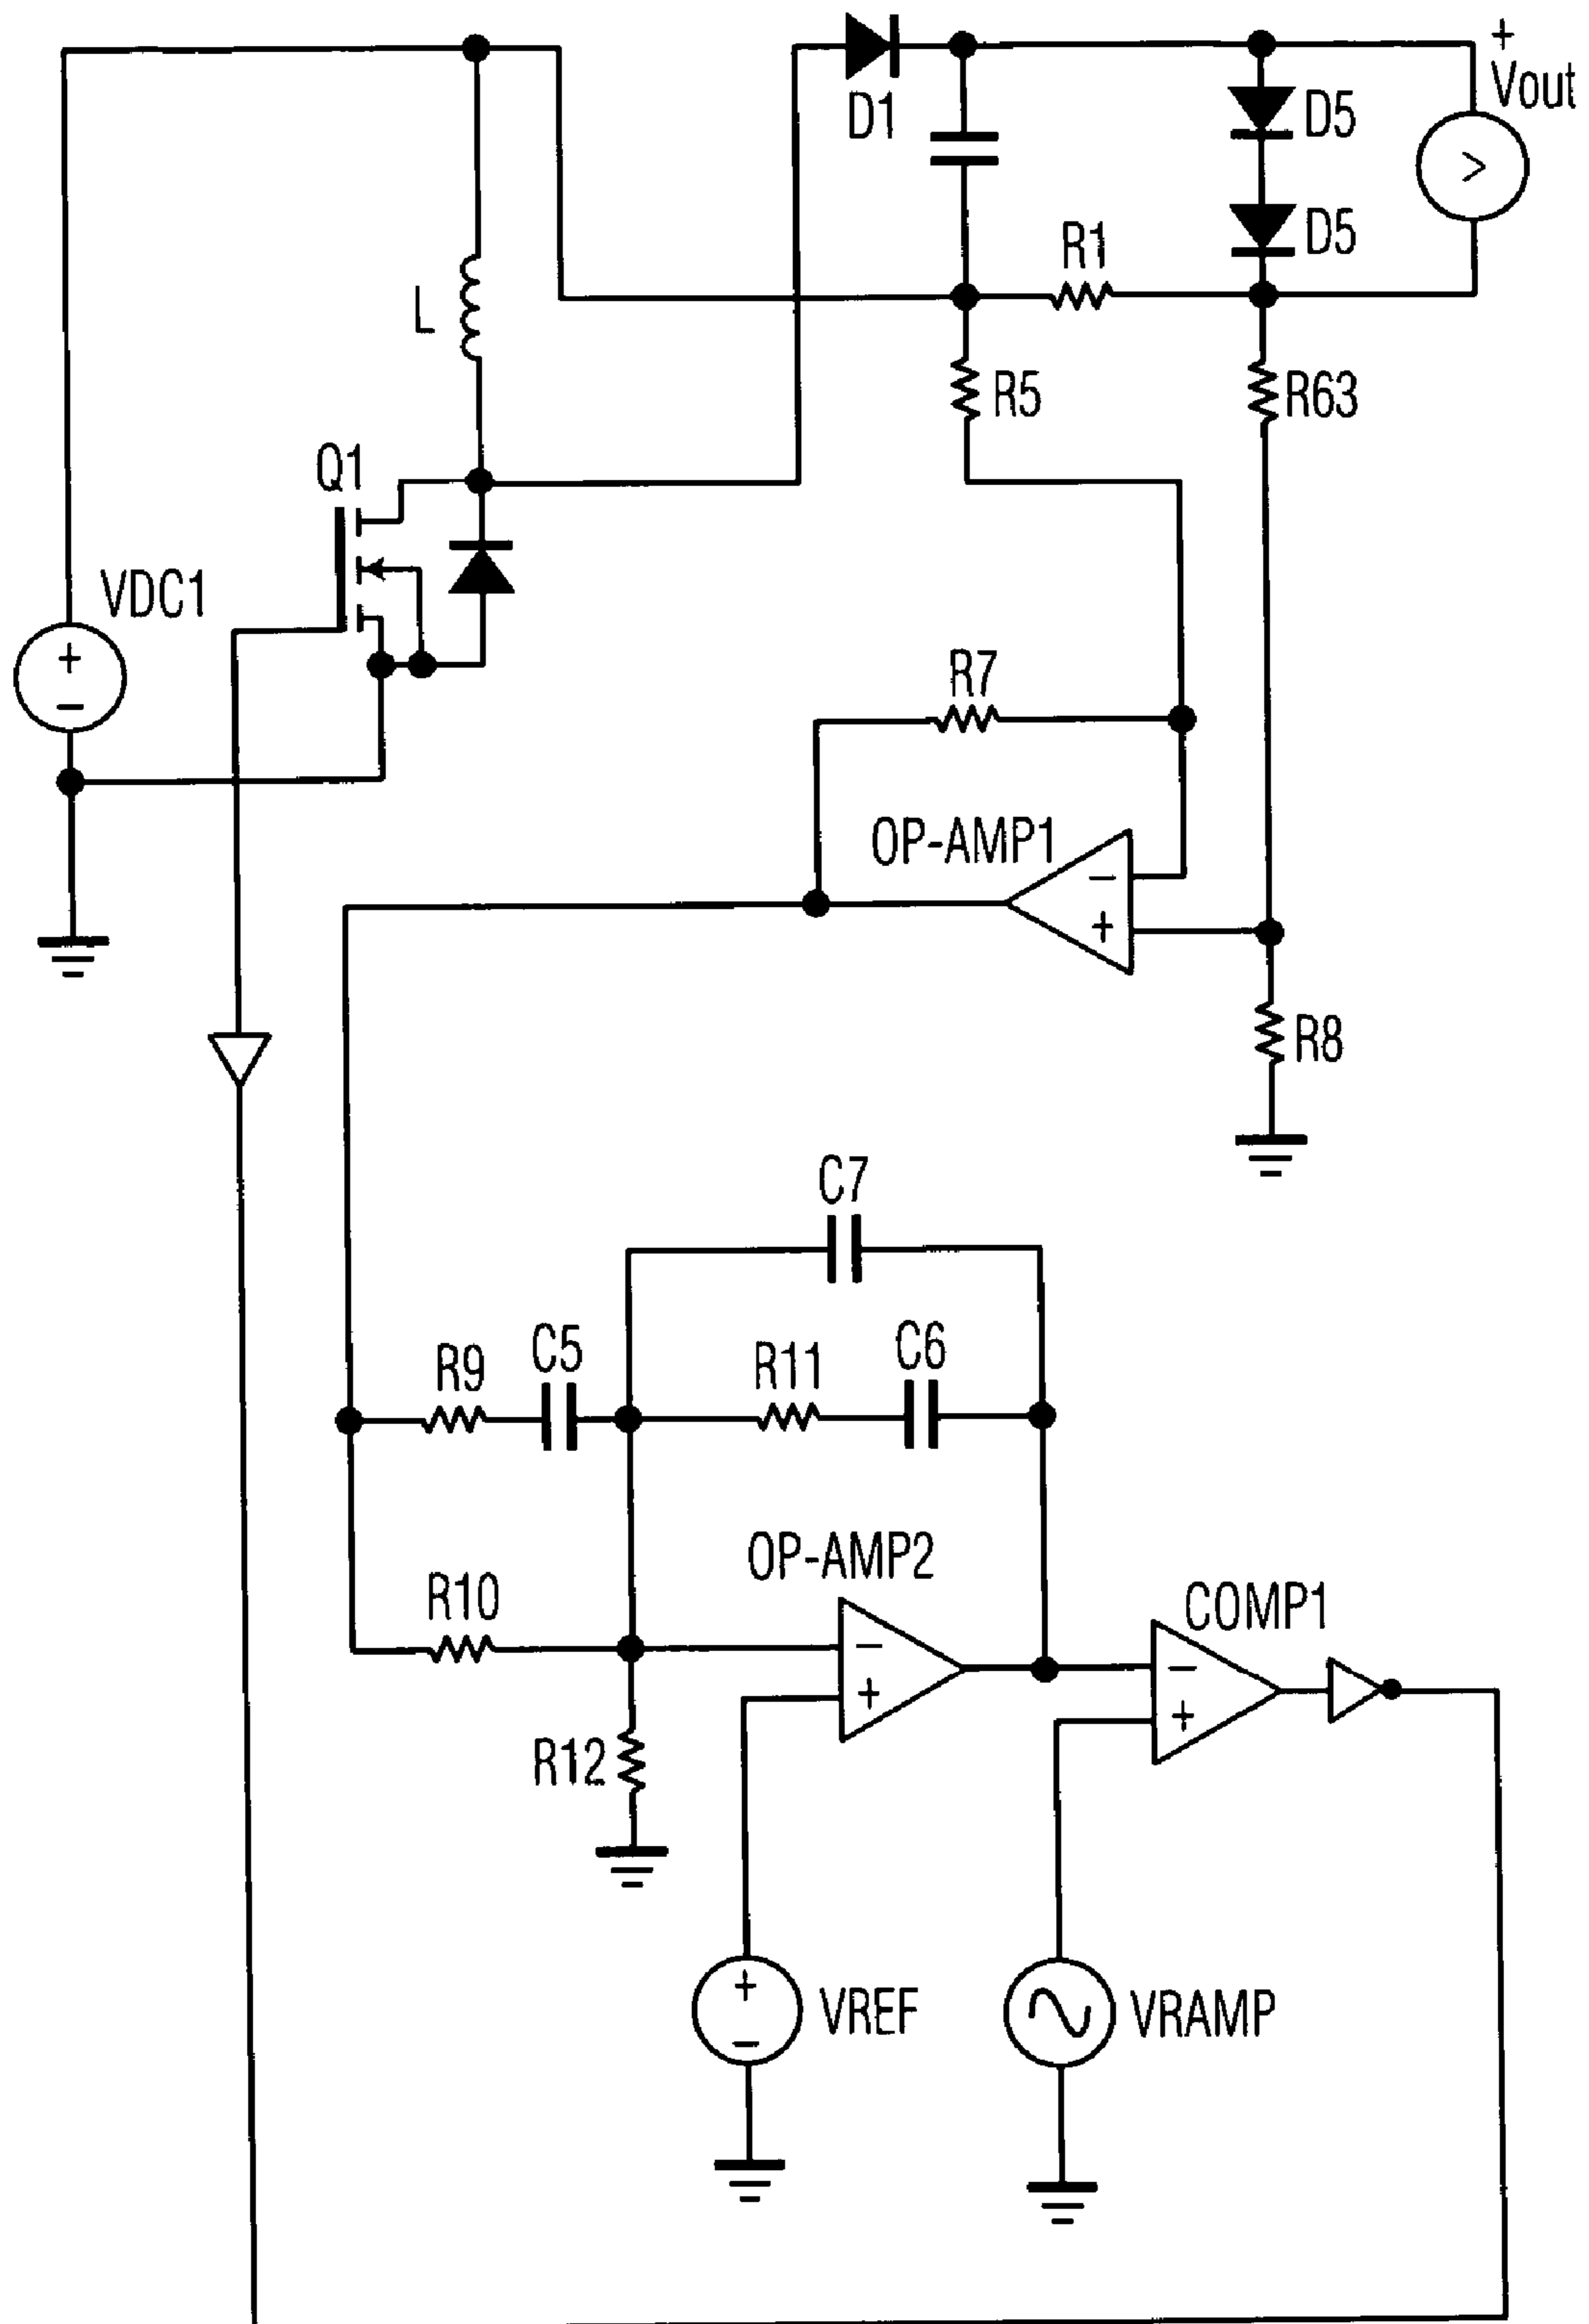 +
Vout
D1
D5
D5
R1
L
R5
R63
Q1
VDC1
+
−
R7
OP-AMP1
−
+
R8
C7
R9
C5
R11
C6
OP-AMP2
R10
−
+
COMP1
−
+
R12
+
−
VREF
VRAMP